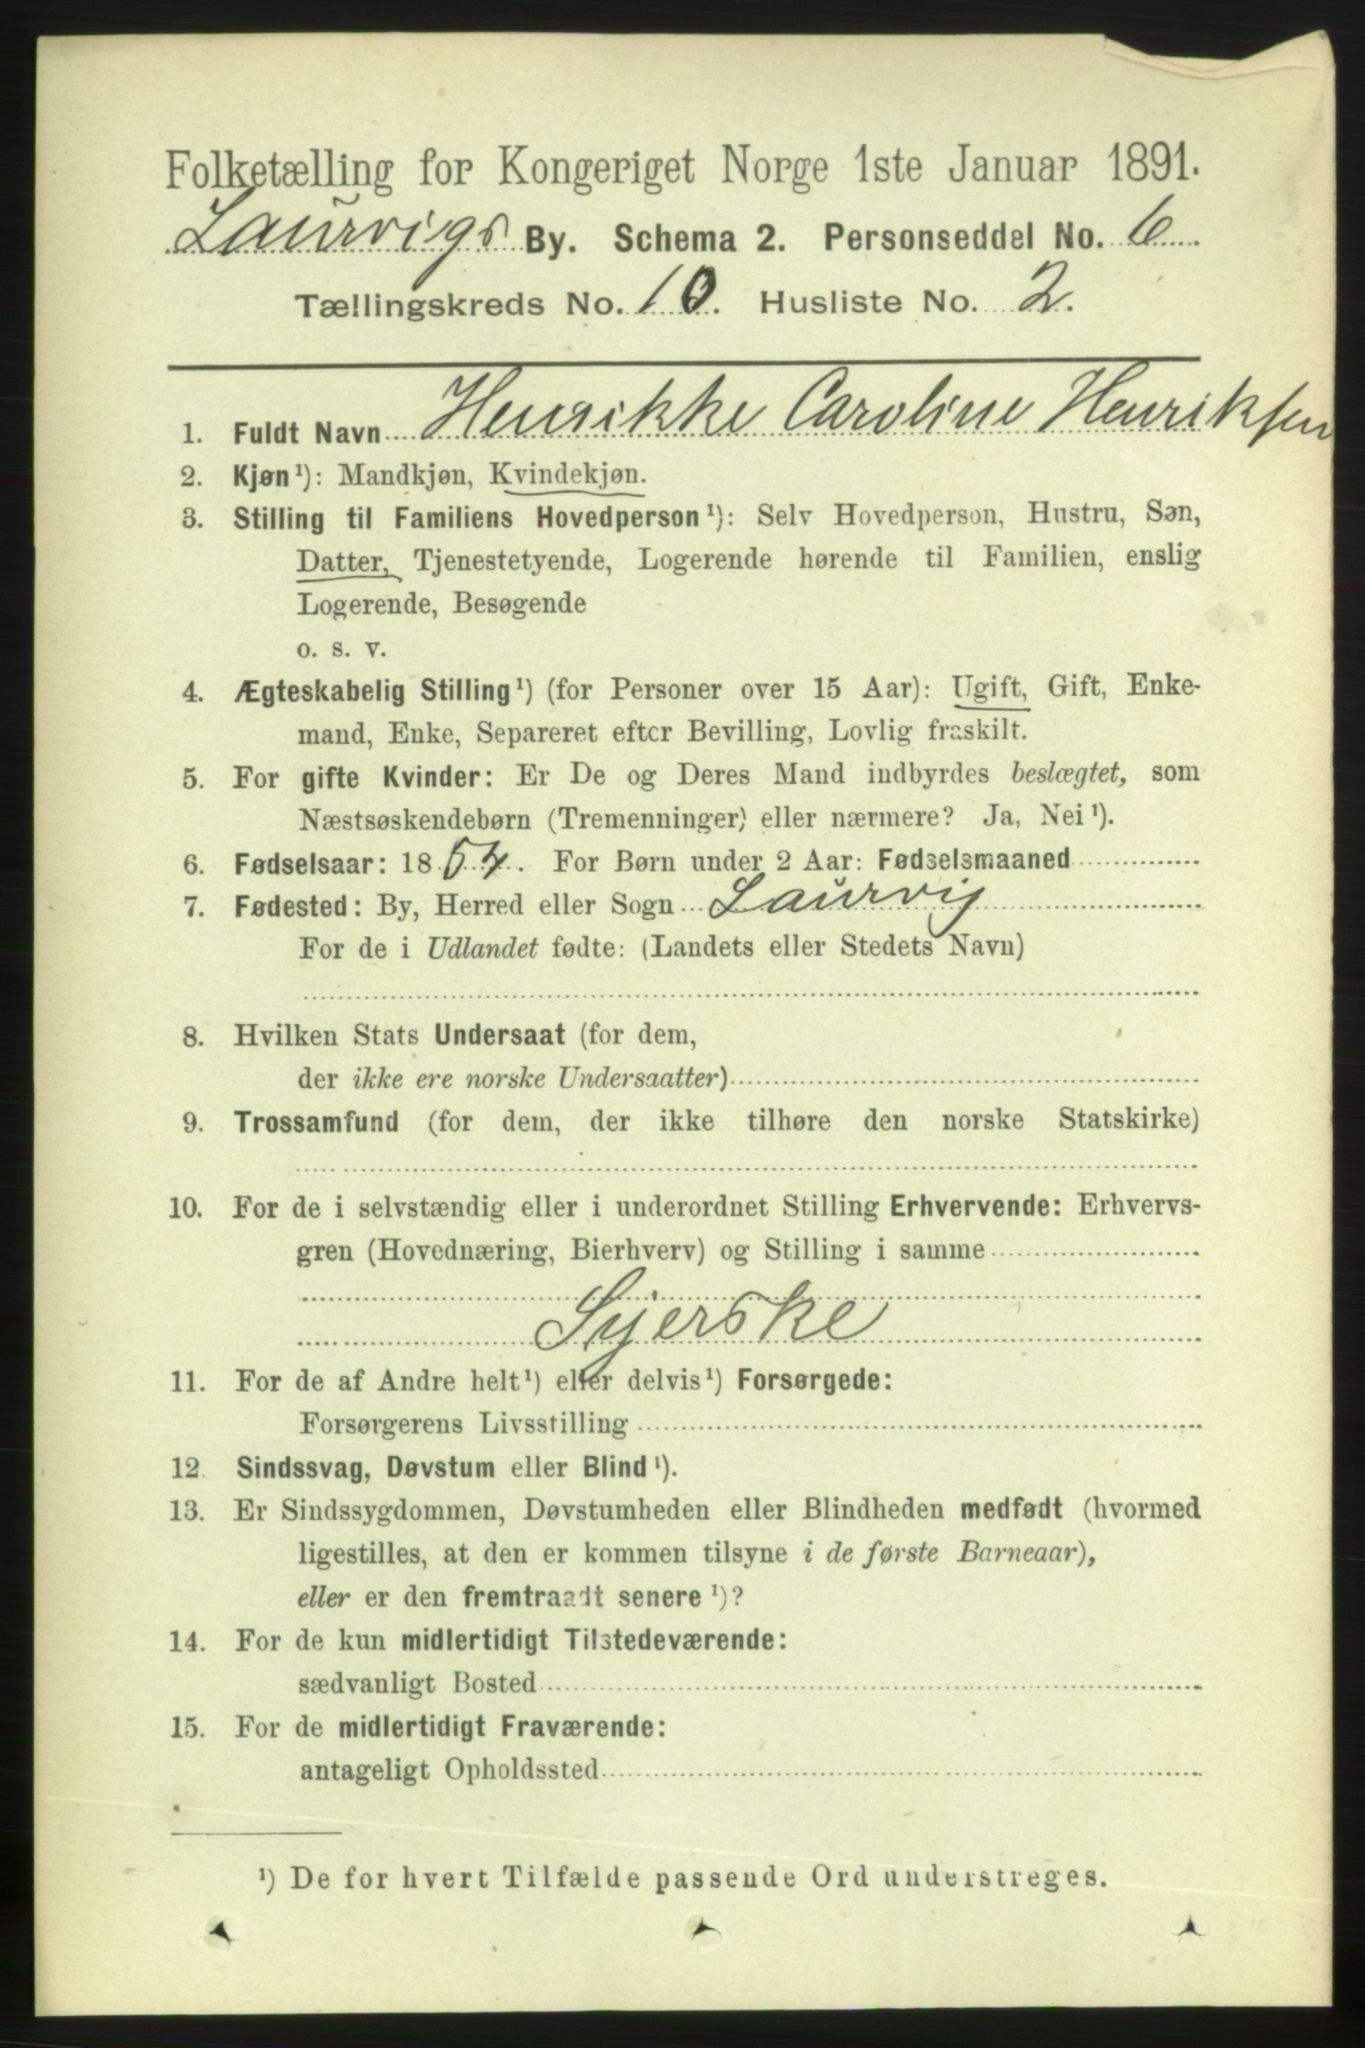 Folketælling for Kongeriget Norge 1ste Januar 1891.
Laurvigs By. Schema 2. Personseddel No. 6
Tællingskreds No. 10. Husliste No. 2.
1. Fuldt Navn Henrikke Caroline Henriksen
2. Kjøn¹): Mandkjøn, Kvindekjøn.
3. Stilling til Familiens Hovedperson¹): Selv Hovedperson, Hustru, Søn,
Datter, Tjenestetyende, Logerende hørende til Familien, enslig
Logerende, Besøgende
o. s. v.
4. Ægteskabelig Stilling¹) (for Personer over 15 Aar): Ugift, Gift, Enke-
mand, Enke, Separeret efter Bevilling, Lovlig fraskilt.
5. For gifte Kvinder: Er De og Deres Mand indbyrdes beslægtet, som
Næstsøskendebørn (Tremenninger) eller nærmere? Ja, Nei¹).
6. Fødselsaar: 1854. For Børn under 2 Aar: Fødselsmaaned
7. Fødested: By, Herred eller Sogn Laurvig
For de i Udlandet fødte: (Landets eller Stedets Navn)
8. Hvilken Stats Undersaat (for dem,
der ikke ere norske Undersaatter)
9. Trossamfund (for dem, der ikke tilhøre den norske Statskirke)
10. For de i selvstændig eller i underordnet Stilling Erhvervende: Erhvervs-
gren (Hovednæring, Bierhverv) og Stilling i samme
Syerske
11. For de af Andre helt¹) eller delvis¹) Forsørgede:
Forsørgerens Livsstilling
12. Sindssvag, Døvstum eller Blind¹).
13. Er Sindssygdommen, Døvstumheden eller Blindheden medfødt (hvormed
ligestilles, at den er kommen tilsyne i de første Barneaar),
eller er den fremtraadt senere¹)?
14. For de kun midlertidigt Tilstedeværende:
sædvanligt Bosted
15. For de midlertidigt Fraværende:
antageligt Opholdssted
¹) De for hvert Tilfælde passende Ord understreges.